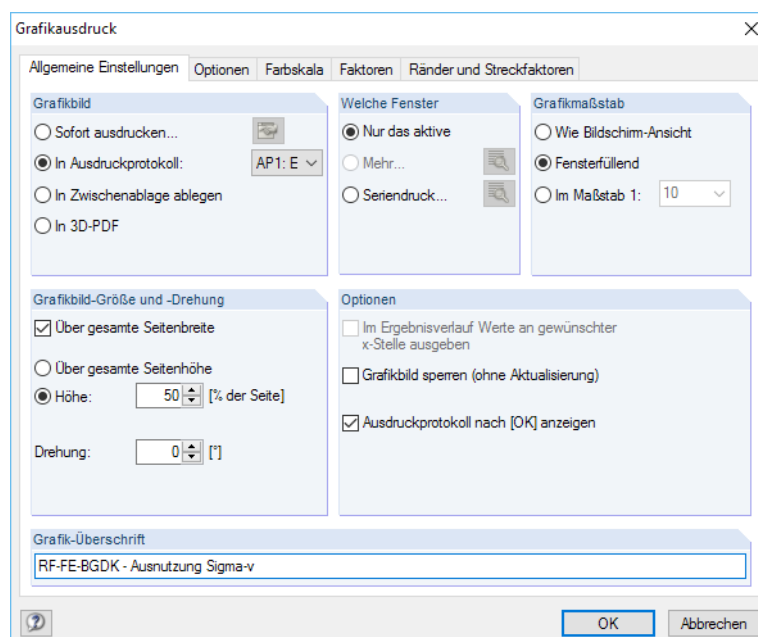 Grafikausdruck
Allgemeine Einstellungen Optionen Farbskala Faktoren Ränder und Streckfaktoren
Grafikbild
Sofort ausdrucken...
In Ausdruckprotokoll: AP1: E
In Zwischenablage ablegen
In 3D-PDF
Welche Fenster
Nur das aktive
Mehr...
Seriendruck...
Grafikmaßstab
Wie Bildschirm-Ansicht
Fensterfüllend
Im Maßstab 1: 10
Grafikbild-Größe und -Drehung
Über gesamte Seitenbreite
Über gesamte Seitenhöhe
Höhe: 50 [% der Seite]
Drehung: 0 [°]
Optionen
Im Ergebnisverlauf Werte an gewünschter
x-Stelle ausgeben
Grafikbild sperren (ohne Aktualisierung)
Ausdruckprotokoll nach [OK] anzeigen
Grafik-Überschrift
RF-FE-BGDK - Ausnutzung Sigma-v
OK Abbrechen